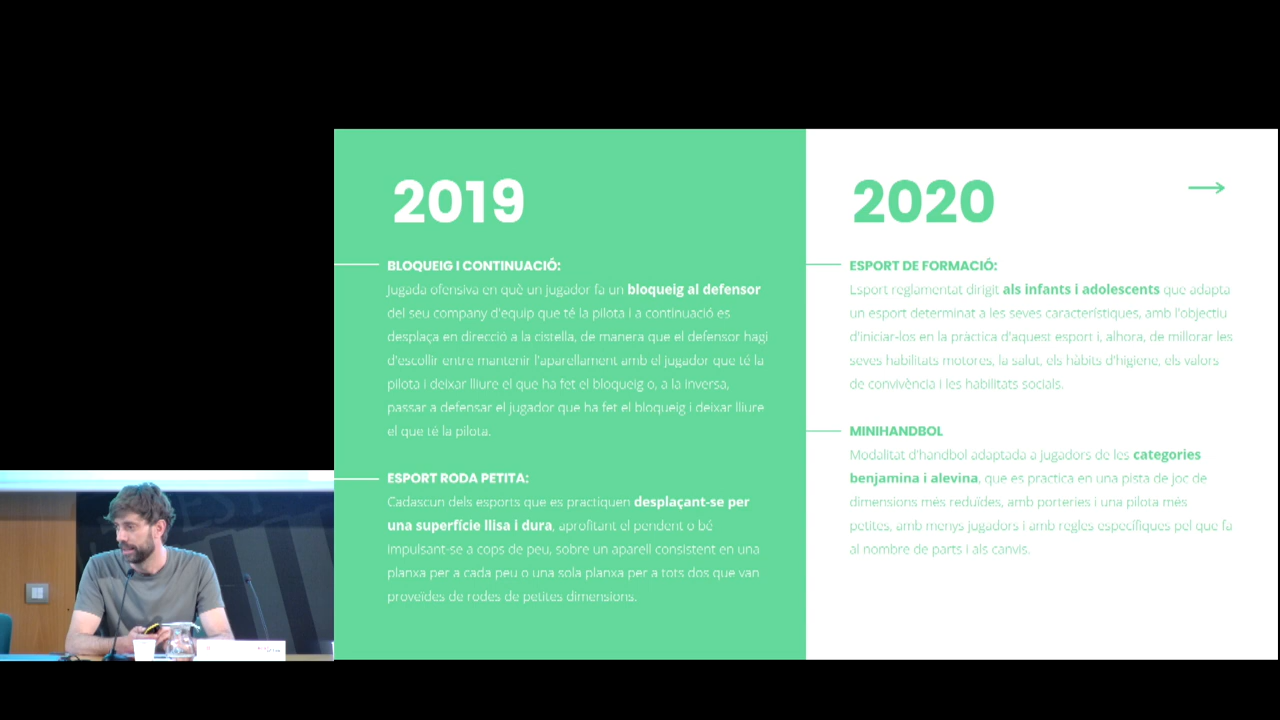 2019
BLOQUEIG I CONTINUACIÓ:
Jugada ofensiva en què un jugador fa un bloqueig al defensor
del seu company d'equip que té la pilota i a continuació es
desplaça en direcció a la cistella, de manera que el defensor hagi
d'escollir entre mantenir l'aparellament amb el jugador que té la
pilota i deixar lliure el que ha fet el bloqueig o, a la inversa,
passar a defensar el jugador que ha fet el bloqueig i deixar lliure
el que té la pilota.
ESPORT RODA PETITA:
Cadascun dels esports que es practiquen desplaçant-se per
una superfície llisa i dura, aprofitant el pendent o bé
impulsant-se a cops de peu, sobre un aparell consistent en una
planxa per a cada peu o una sola planxa per a tots dos que van
proveïdes de rodes de petites dimensions.
2020
ESPORT DE FORMACIÓ:
Esport reglamentat dirigit als infants i adolescents que adapta
un esport determinat a les seves característiques, amb l'objectiu
d'iniciar-los en la pràctica d'aquest esport i, alhora, de millorar les
seves habilitats motores, la salut, els hàbits d'higiene, els valors
de convivència i les habilitats socials.
MINIHANDBOL
Modalitat d'handbol adaptada a jugadors de les categories
benjamina i alevina, que es practica en una pista de joc de
dimensions més reduïdes, amb porteries i una pilota més
petites, amb menys jugadors i amb regles específiques pel que fa
al nombre de parts i als canvis.